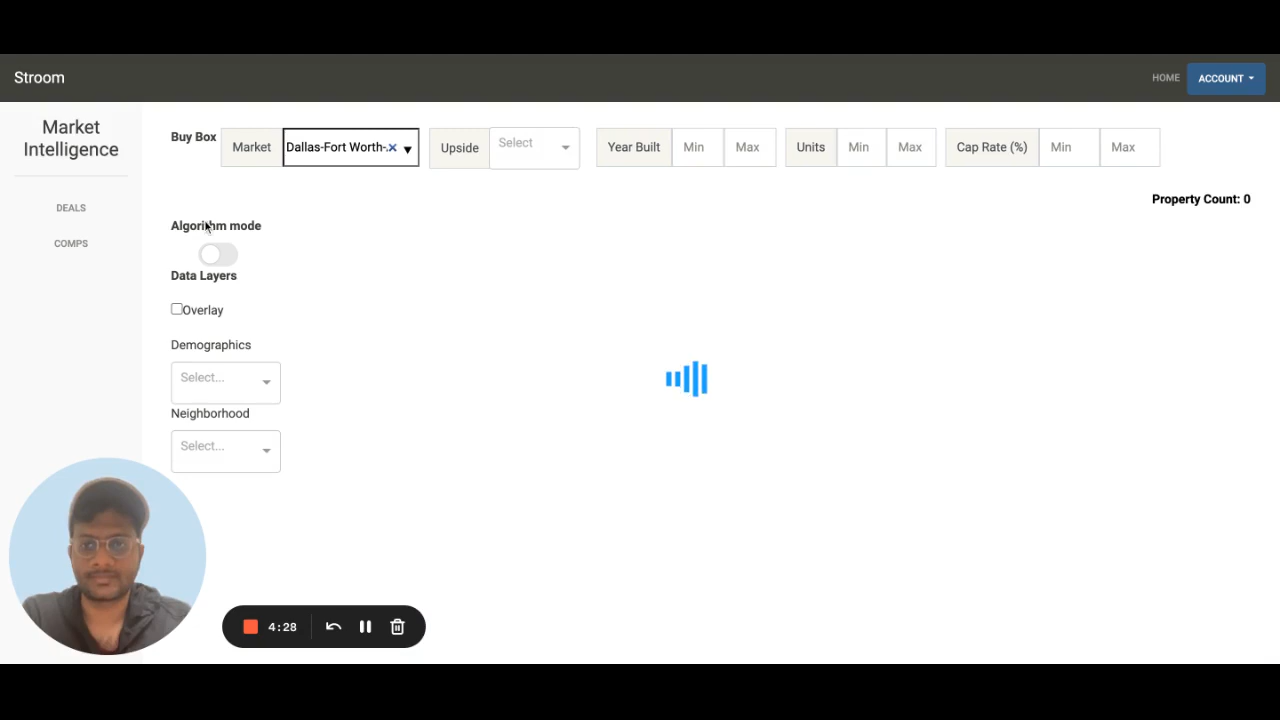 Stroom
HOME
ACCOUNT
Market
Intelligence
DEALS
COMPS
Buy Box
Market
Dallas-Fort Worth-
Upside
Select
Year Built
Min
Max
Units
Min
Max
Cap Rate (%)
Min
Max
Property Count: 0
Algorithm mode
Data Layers
Overlay
Demographics
Select...
Neighborhood
Select...
4:28